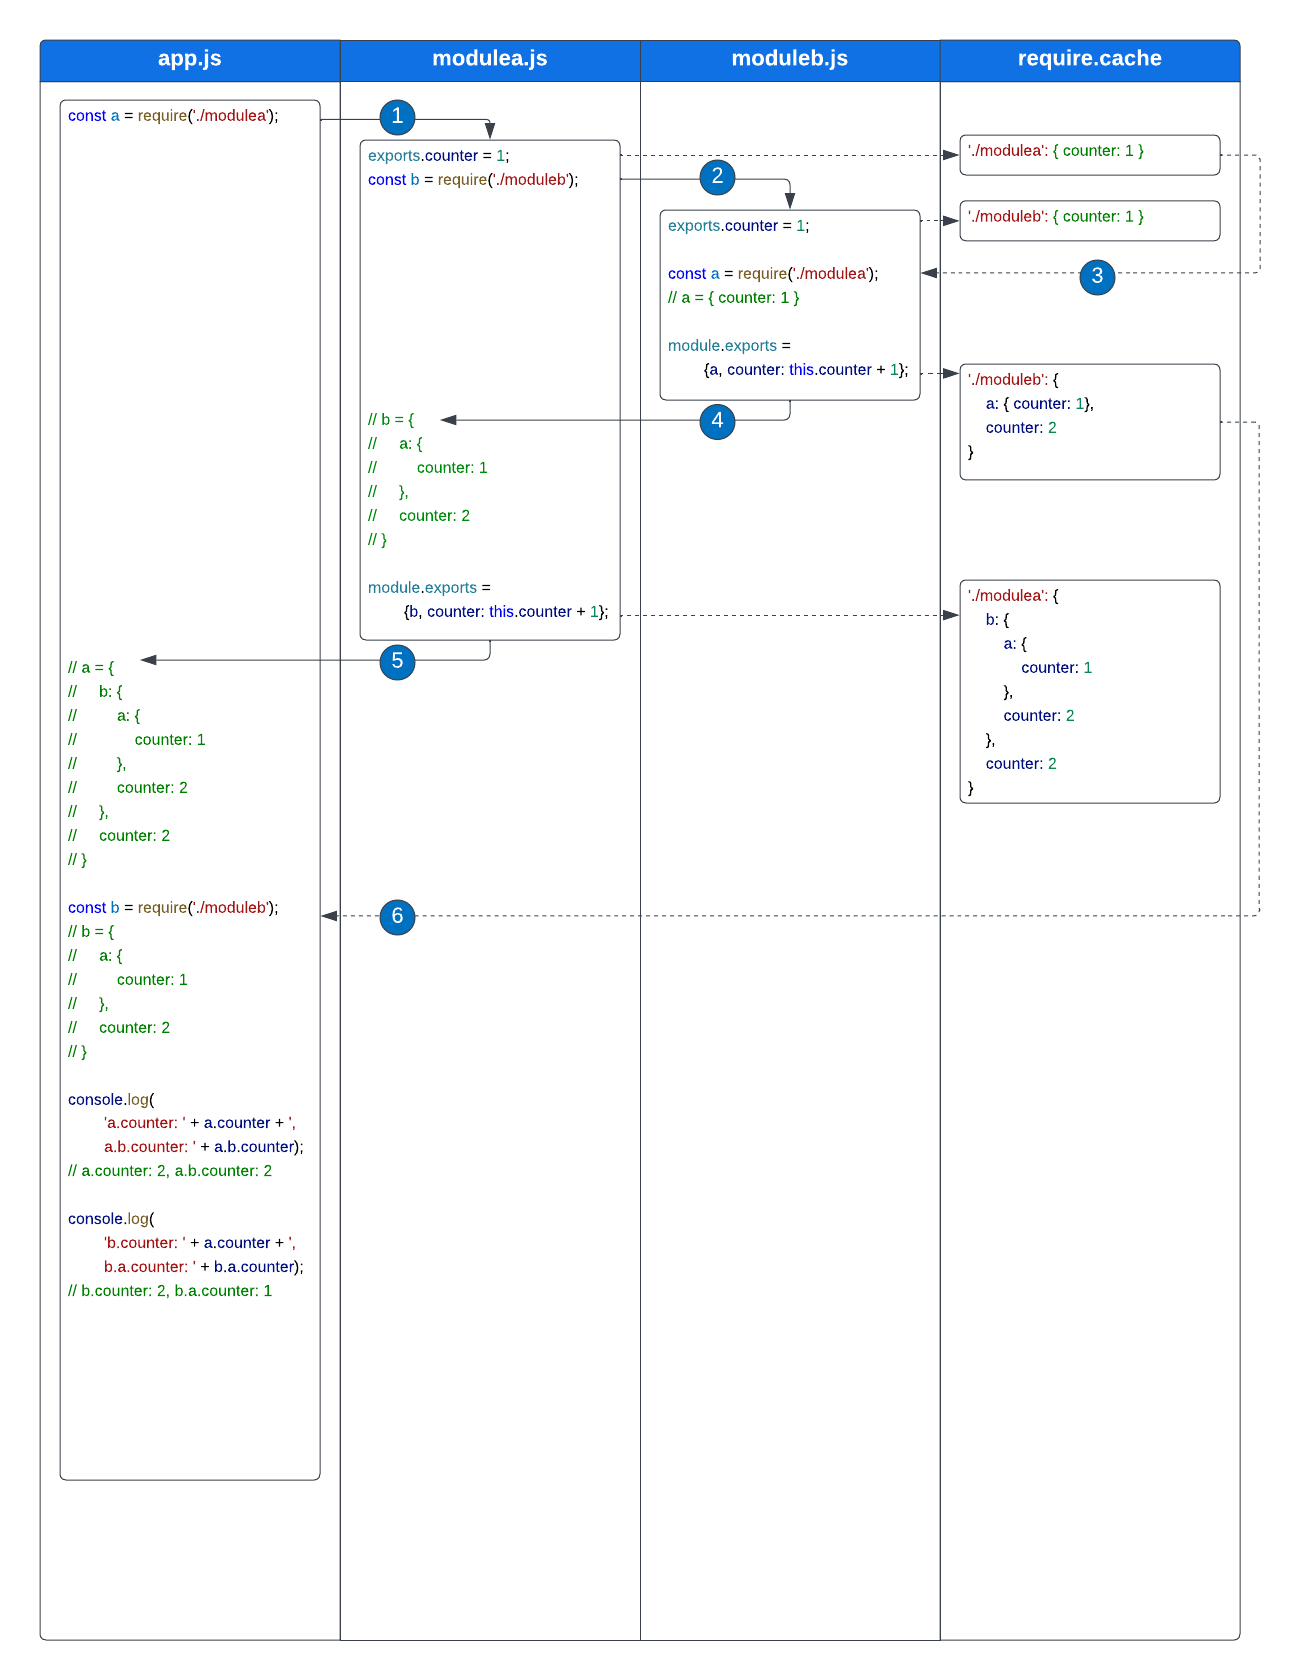 app.js
modulea.js
moduleb.js
require.cache
const a = require('./modulea');
1
exports.counter = 1;
const b = require('./moduleb');
2
'./modulea': { counter: 1 }
'./moduleb': { counter: 1 }
3
exports.counter = 1;
const a = require('./modulea');
// a = { counter: 1 }
module.exports =
{a, counter: this.counter + 1};
'./moduleb': {
a: { counter: 1},
counter: 2
}
4
// b = {
// a: {
// counter: 1
// },
// counter: 2
// }
module.exports =
{b, counter: this.counter + 1};
'./modulea': {
b: {
a: {
counter: 1
},
counter: 2
},
counter: 2
}
5
// a = {
// b: {
// a: {
// counter: 1
// },
// counter: 2
// },
// counter: 2
// }
const b = require('./moduleb');
6
// b = {
// a: {
// counter: 1
// },
// counter: 2
// }
console.log(
'a.counter: ' + a.counter + ',
a.b.counter: ' + a.b.counter);
// a.counter: 2, a.b.counter: 2
console.log(
'b.counter: ' + a.counter + ',
b.a.counter: ' + b.a.counter);
// b.counter: 2, b.a.counter: 1